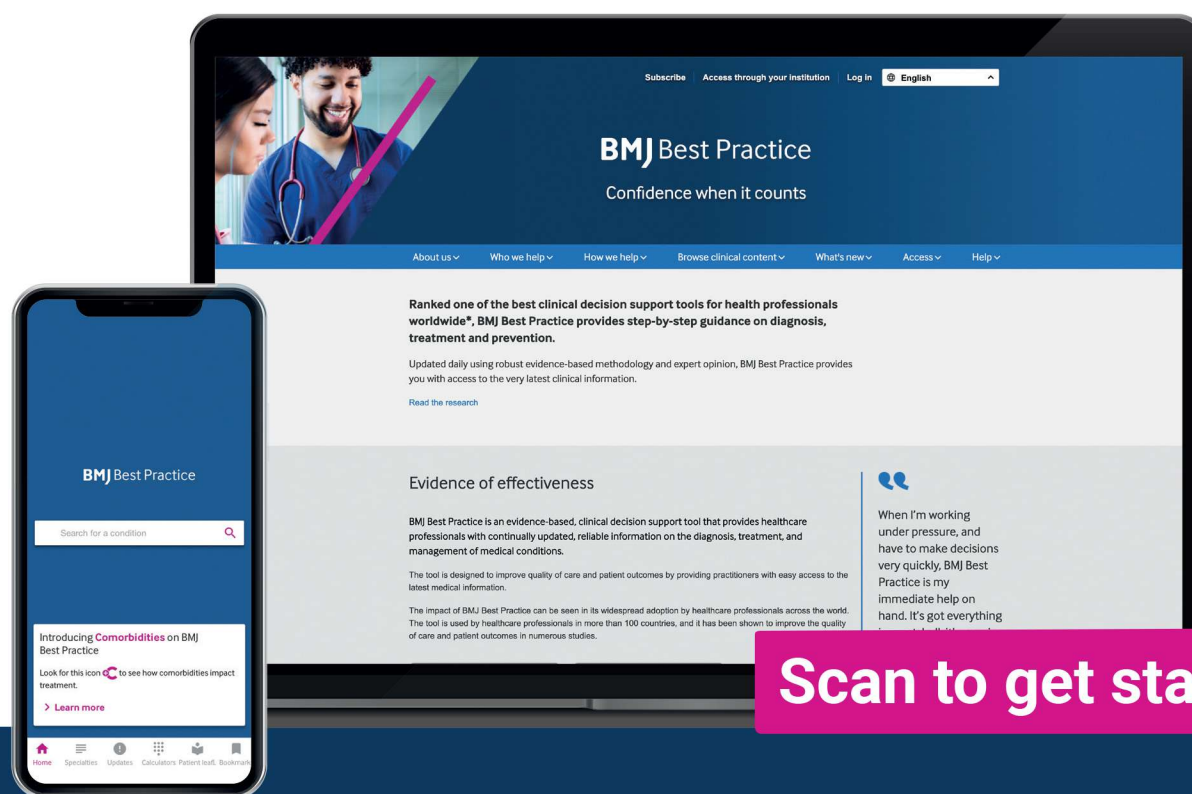 Subscribe
Access through your institution
Log in
English
BMJ Best Practice
Confidence when it counts
About us
Who we help
How we help
Browse clinical content
What's new
Access
Help
Ranked one of the best clinical decision support tools for health professionals
worldwide*, BMJ Best Practice provides step-by-step guidance on diagnosis,
treatment and prevention.
Updated daily using robust evidence-based methodology and expert opinion, BMJ Best Practice provides
you with access to the very latest clinical information.
Read the research
Evidence of effectiveness
BMJ Best Practice is an evidence-based, clinical decision support tool that provides healthcare
professionals with continually updated, reliable information on the diagnosis, treatment, and
management of medical conditions.
The tool is designed to improve quality of care and patient outcomes by providing practitioners with easy access to the
latest medical information.
The impact of BMJ Best Practice can be seen in its widespread adoption by healthcare professionals across the world.
The tool is used by healthcare professionals in more than 100 countries, and it has been shown to improve the quality
of care and patient outcomes in numerous studies.
When I'm working
under pressure, and
have to make decisions
very quickly, BMJ Best
Practice is my
immediate help on
hand. It's got everything
BMJ Best Practice
Search for a condition
Introducing Comorbidities on BMJ
Best Practice
Look for this icon to see how comorbidities impact
treatment.
> Learn more
Home
Specialties
Updates
Calculators
Patient leafl.
Bookmark
Scan to get sta